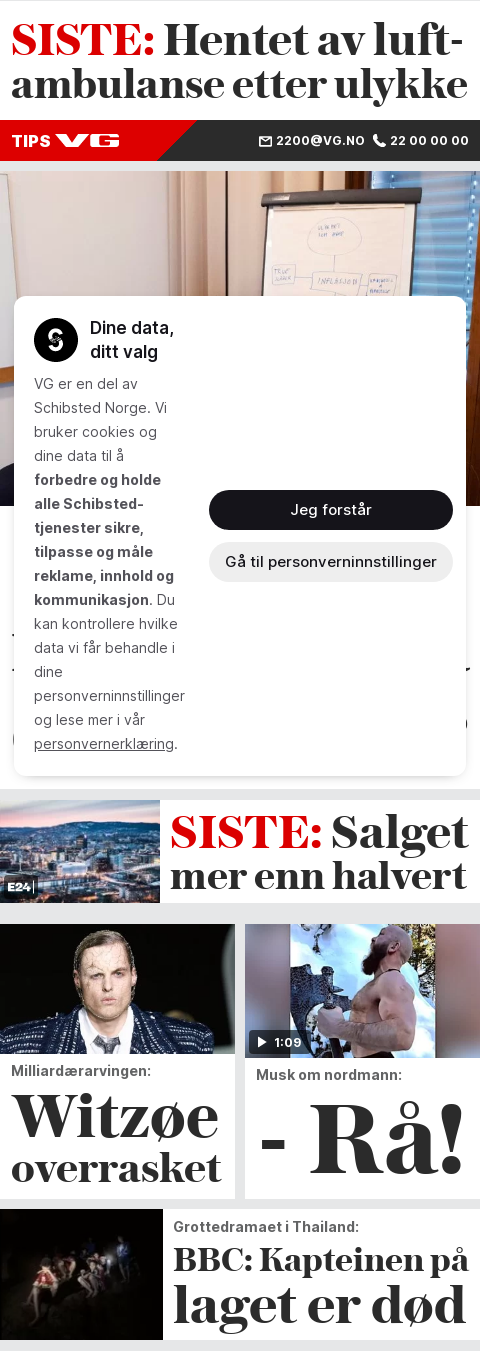 SISTE: Hentet av luft-
ambulanse etter ulykke
TIPS VG
2200@VG.NO 22 00 00 00
Dine data,
ditt valg
VG er en del av
Schibsted Norge. Vi
bruker cookies og
dine data til å
forbedre og holde
alle Schibsted-
tjenester sikre,
tilpasse og måle
reklame, innhold og
kommunikasjon. Du
kan kontrollere hvilke
data vi får behandle i
dine
personverninnstillinger
og lese mer i vår
personvernerklæring.
Jeg forstår
Gå til personverninnstillinger
E24
SISTE: Salget
mer enn halvert
1:09
Milliardærarvingen:
Witzøe
overrasket
Musk om nordmann:
- Rå!
Grottedramaet i Thailand:
BBC: Kapteinen på
laget er død